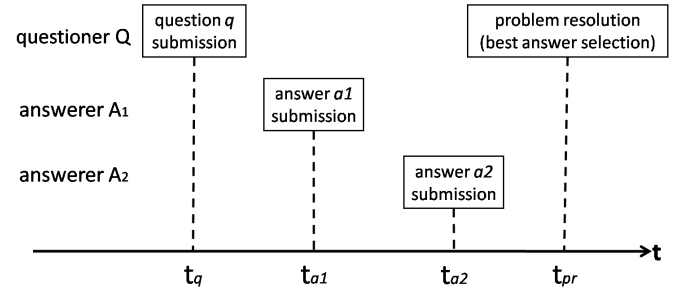 questioner Q
question q
submission
problem resolution
(best answer selection)
answerer A1
answer a1
submission
answerer A2
answer a2
submission
t
tq
ta1
ta2
tpr